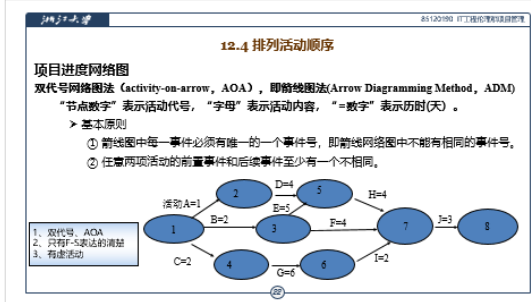 浙江大学
85120190 IT工程伦理和项目管理
12.4 排列活动顺序
项目进度网络图
双代号网络图法（activity-on-arrow，AOA），即箭线图法(Arrow Diagramming Method，ADM)
“节点数字”表示活动代号，“字母”表示活动内容，“=数字”表示历时(天) 。
➤ 基本原则
① 箭线图中每一事件必须有唯一的一个事件号，即箭线网络图中不能有相同的事件号。
② 任意两项活动的前置事件和后续事件至少有一个不相同。
活动A=1
2
D=4
5
H=4
E=5
B=2
1
3
F=4
7
J=3
8
1、双代号、AOA
2、只有F-S表达的清楚
3、有虚活动
C=2
4
G=6
6
I=2
22